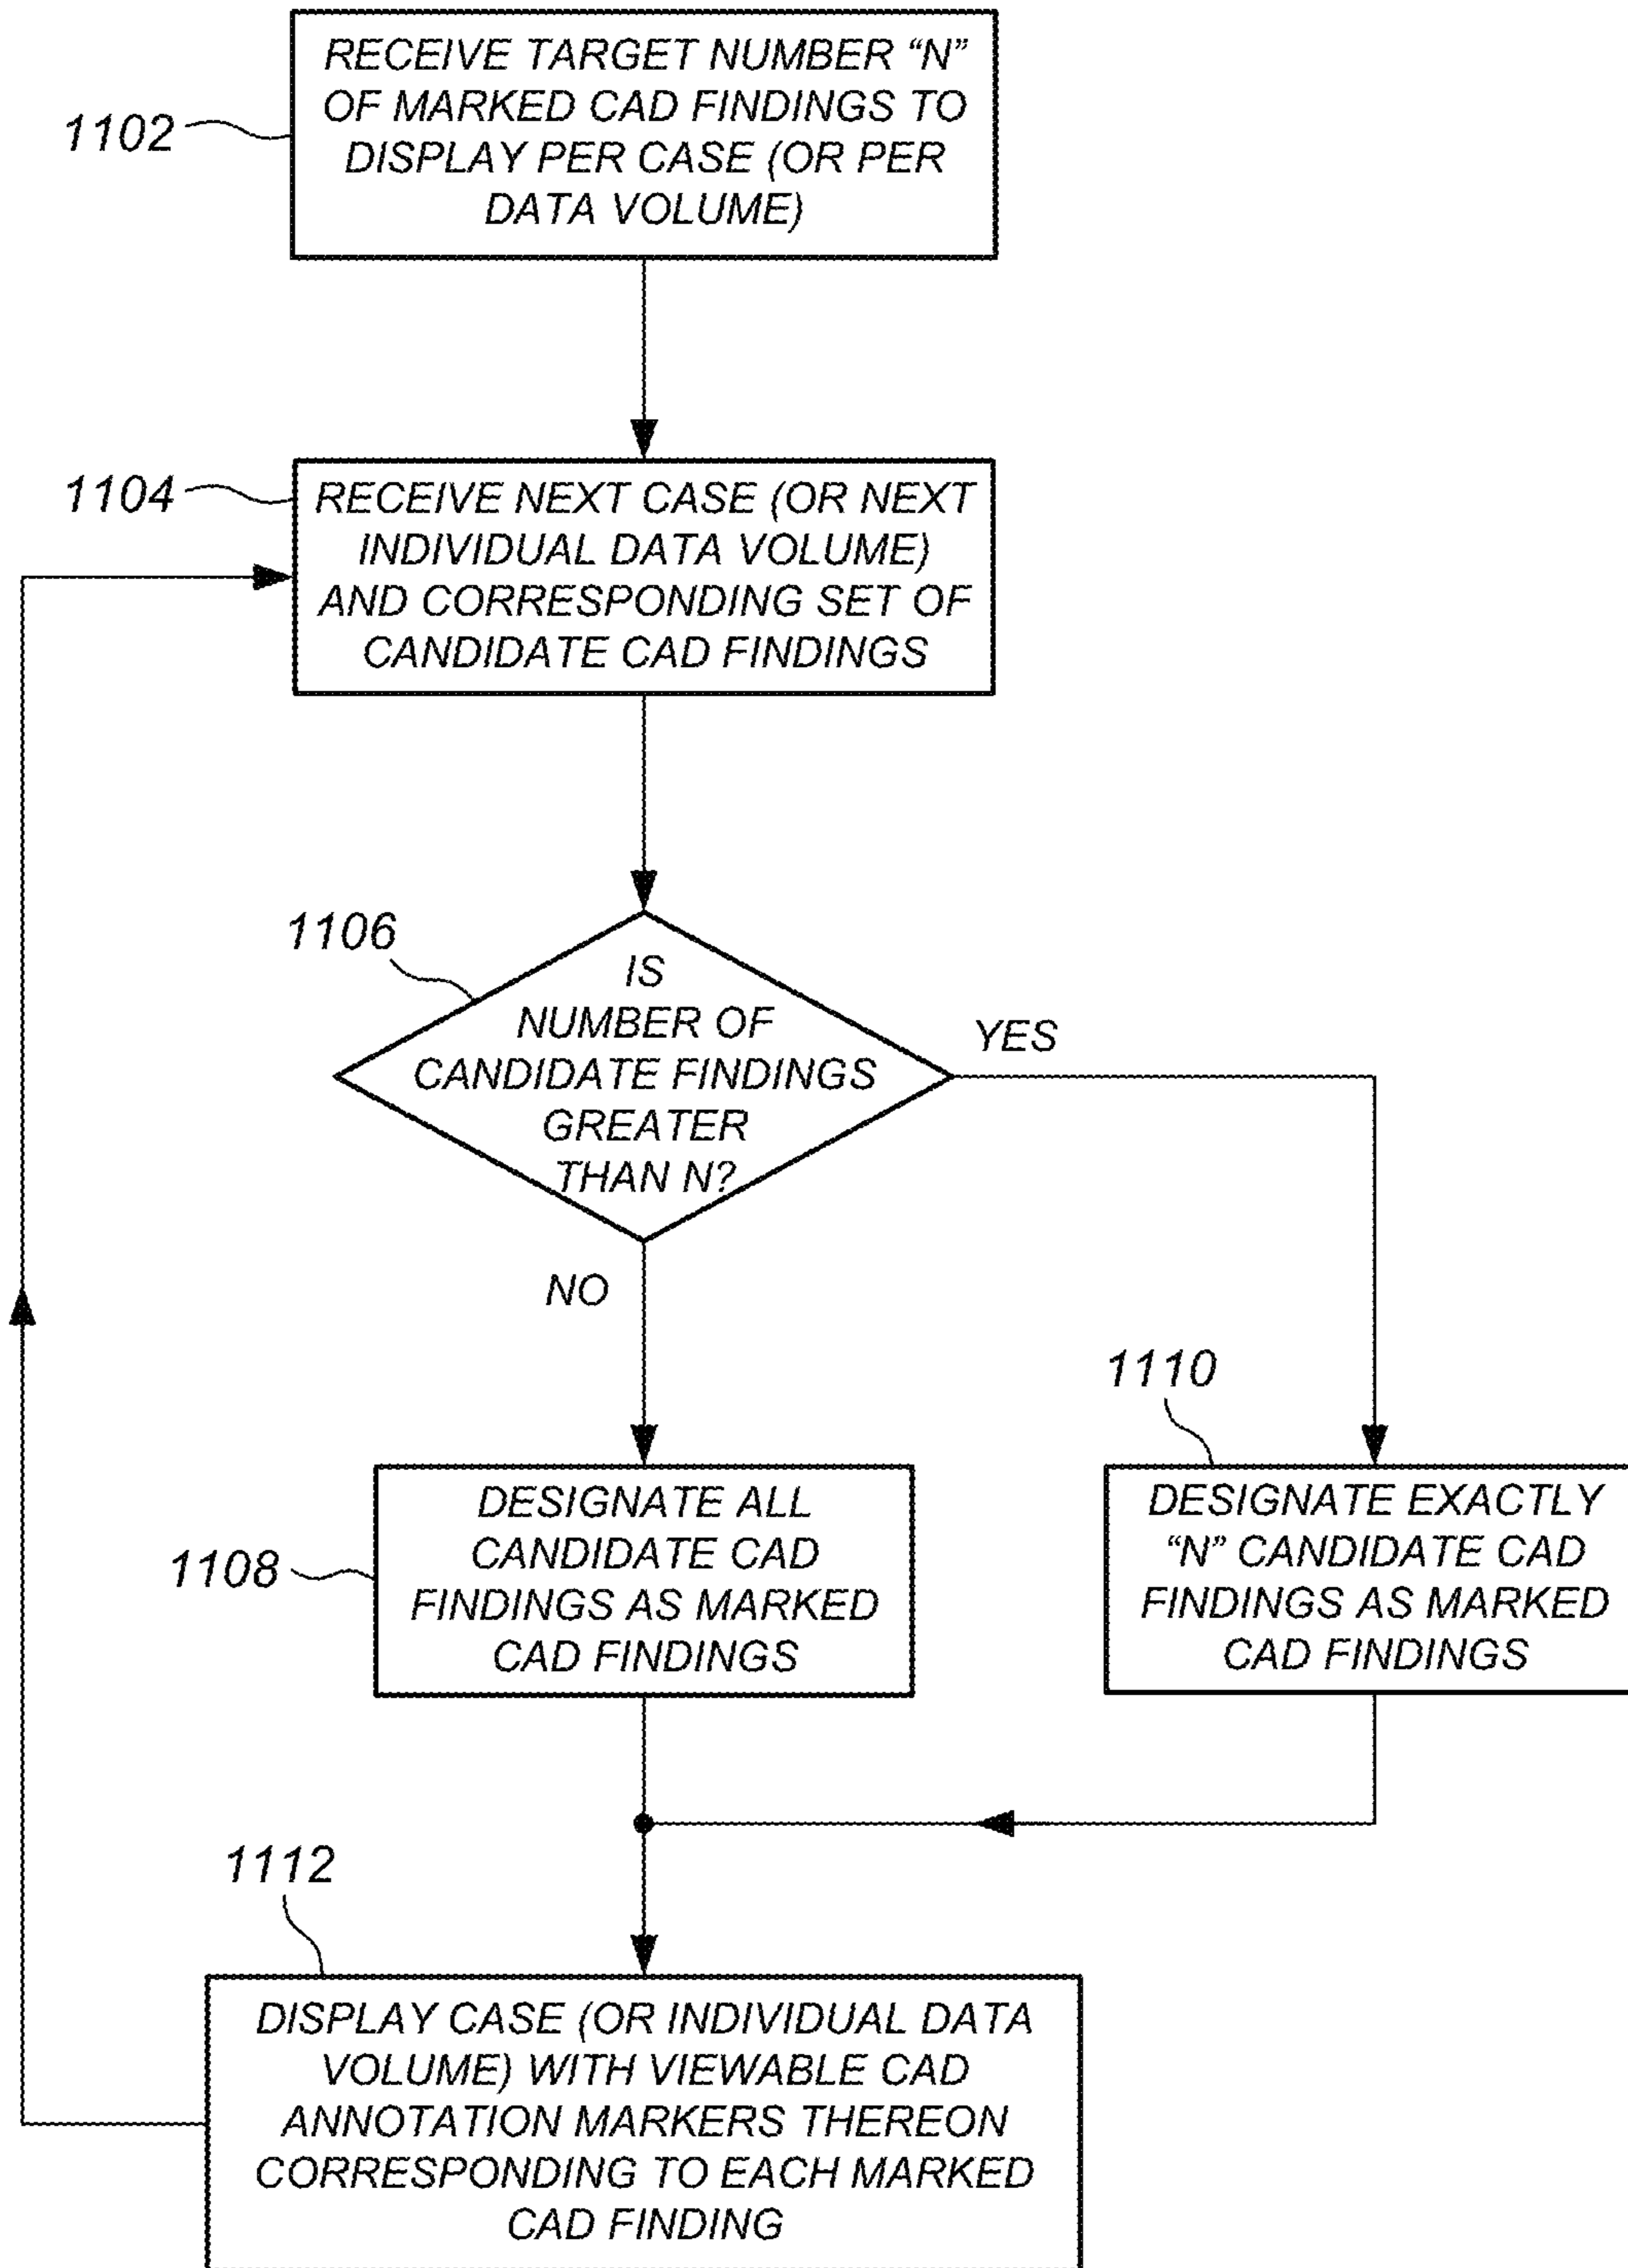 RECEIVE TARGET NUMBER “N”
OF MARKED CAD FINDINGS TO
DISPLAY PER CASE (OR PER
DATA VOLUME)
1102
1104
RECEIVE NEXT CASE (OR NEXT
INDIVIDUAL DATA VOLUME)
AND CORRESPONDING SET OF
CANDIDATE CAD FINDINGS
1106
IS
NUMBER OF
CANDIDATE FINDINGS
GREATER
THAN N?
YES
NO
1108
DESIGNATE ALL
CANDIDATE CAD
FINDINGS AS MARKED
CAD FINDINGS
1110
DESIGNATE EXACTLY
“N” CANDIDATE CAD
FINDINGS AS MARKED
CAD FINDINGS
1112
DISPLAY CASE (OR INDIVIDUAL DATA
VOLUME) WITH VIEWABLE CAD
ANNOTATION MARKERS THEREON
CORRESPONDING TO EACH MARKED
CAD FINDING